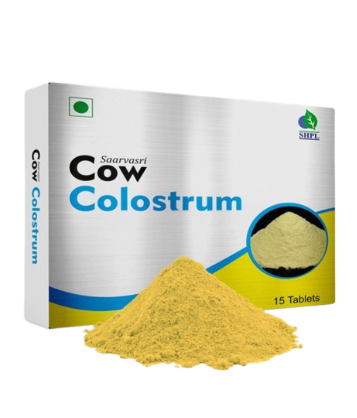 SHPL
Saarvasri
Cow
Colostrum
15 Tablets
Cow
Colostrum